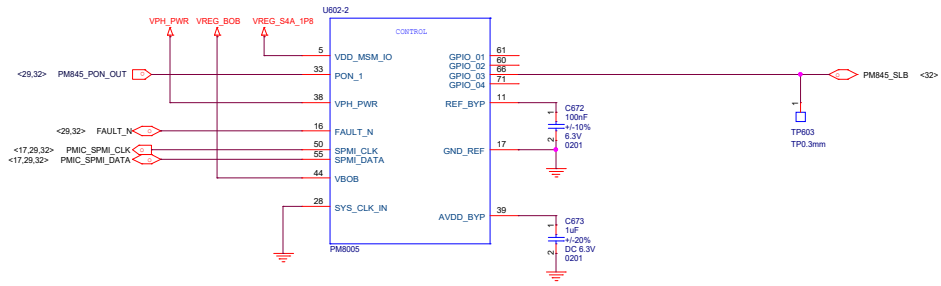 U602-2
VPH_PWR VREG_BOB VREG_S4A_1P8
CONTROL
5 VDD_MSM_IO
<29,32> PM845_PON_OUT 33 PON_1
38 VPH_PWR
<29,32> FAULT_N 16 FAULT_N
<17,29,32> PMIC_SPMI_CLK 50 SPMI_CLK
<17,29,32> PMIC_SPMI_DATA 55 SPMI_DATA
44 VBOB
28 SYS_CLK_IN
GPIO_01 61
GPIO_02 60
GPIO_03 66
GPIO_04 71
REF_BYP 11
GND_REF 17
AVDD_BYP 39
PM8005
PM845_SLB <32>
1
TP603
TP0.3mm
1
2
C672
100nF
+/-10%
6.3V
0201
1
2
C673
1uF
+/-20%
DC 6.3V
0201